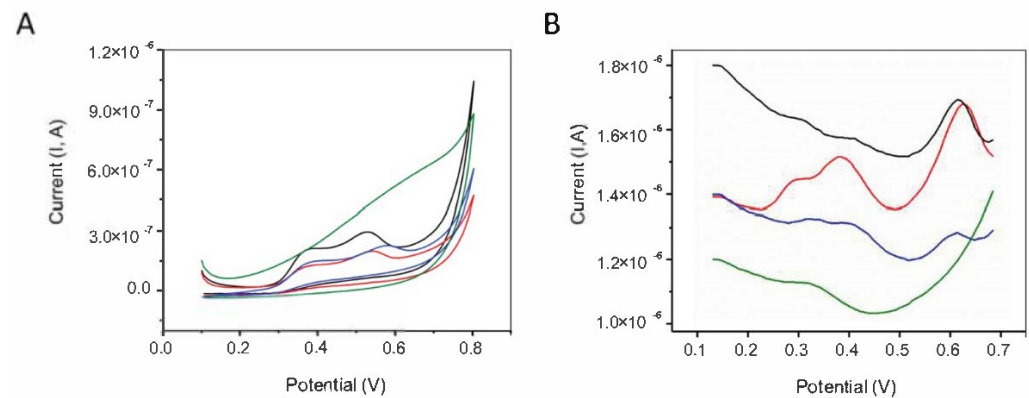 A
1.2×10 -6
9.0×10 -7
6.0×10 -7
3.0×10 -7
0.0
Current (I, A)
0.0 0.2 0.4 0.6 0.8
Potential (V)
B
1.8×10 -6
1.6×10 -6
1.4×10 -6
1.2×10 -6
1.0×10 -6
Current (I,A)
0.1 0.2 0.3 0.4 0.5 0.6 0.7
Potential (V)